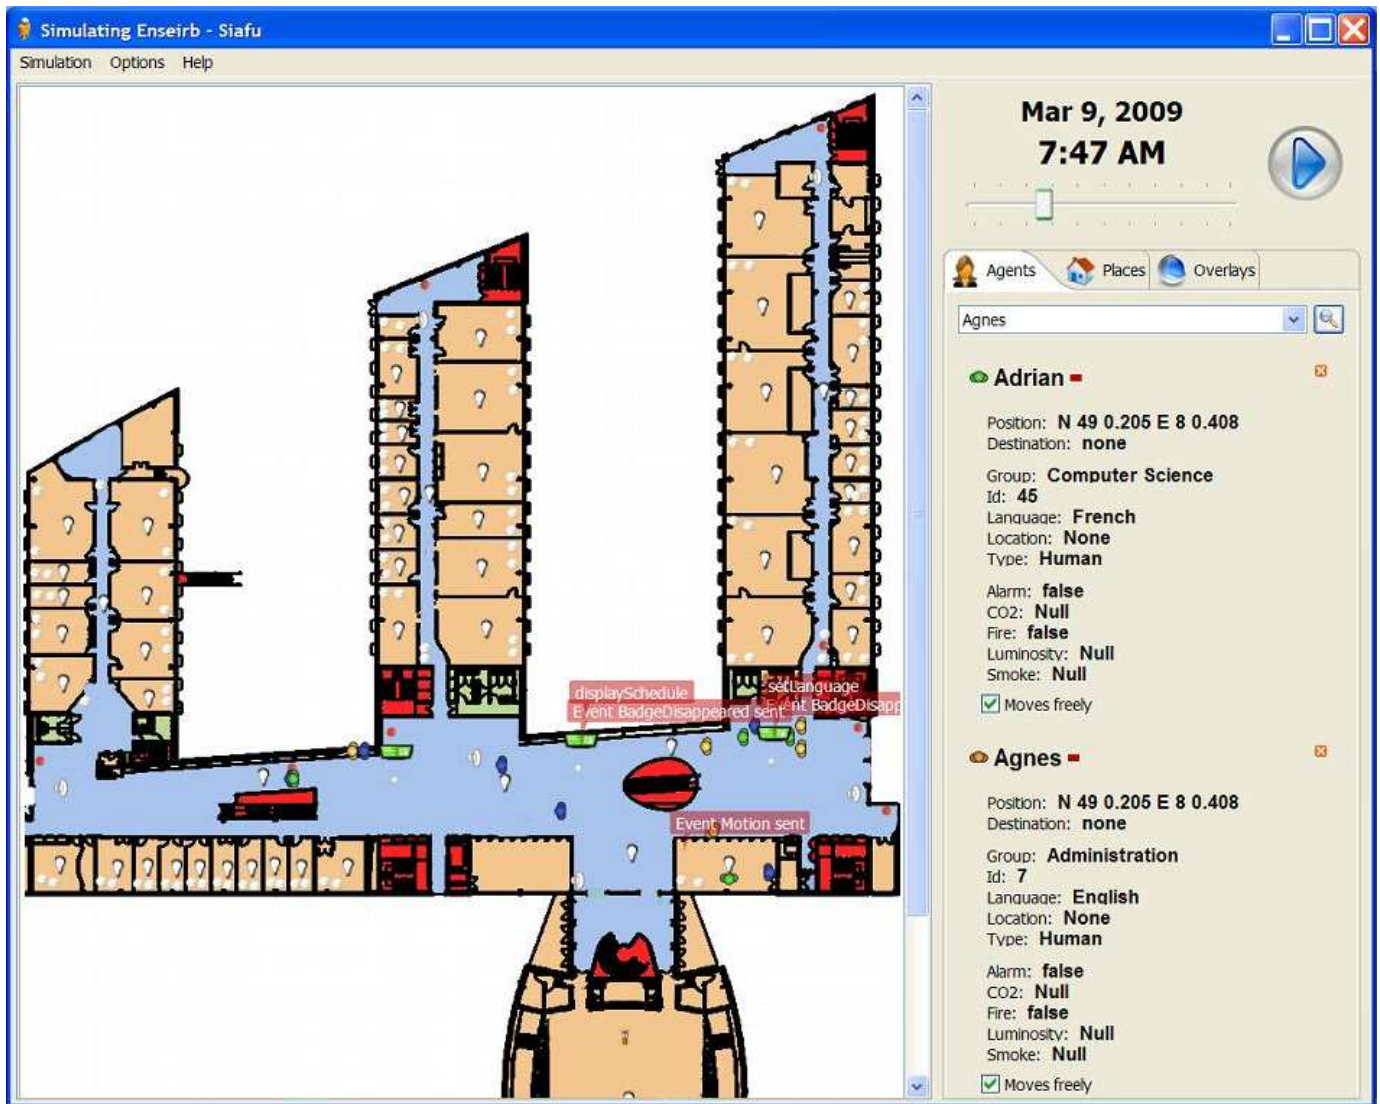 Simulating Enseirb - Siafu
Simulation Options Help
Mar 9, 2009
7:47 AM
Agents Places Overlays
Agnes
Adrian
Position: N 49 0.205 E 8 0.408
Destination: none
Group: Computer Science
Id: 45
Language: French
Location: None
Type: Human
Alarm: false
CO2: Null
Fire: false
Luminosity: Null
Smoke: Null
Moves freely
Agnes
Position: N 49 0.205 E 8 0.408
Destination: none
Group: Administration
Id: 7
Language: English
Location: None
Type: Human
Alarm: false
CO2: Null
Fire: false
Luminosity: Null
Smoke: Null
Moves freely
displaySchedule
Event BadgeDisappeared sent
setLanguage
Event BadgeDisapp
Event Motion sent